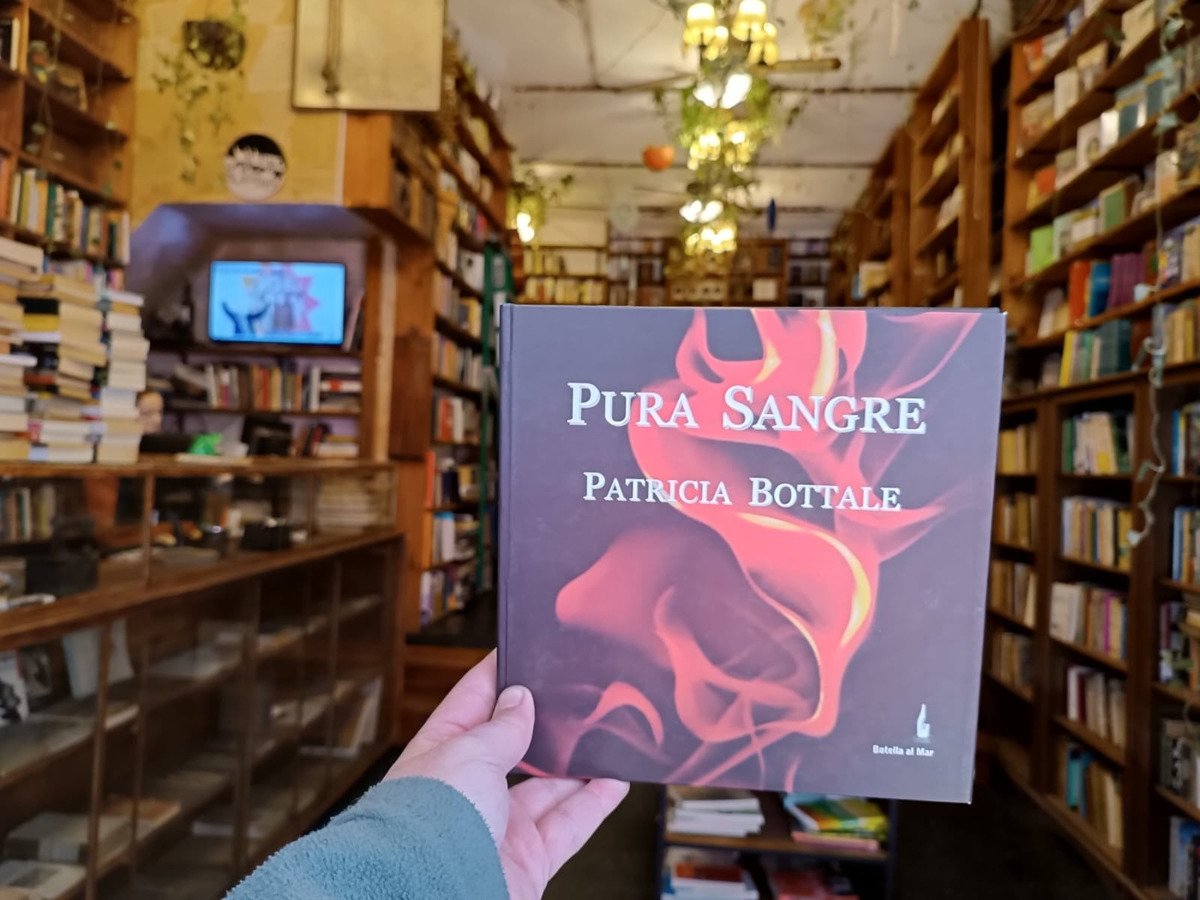 PURA SANGRE
PATRICIA BOTTALE
Botella al Mar